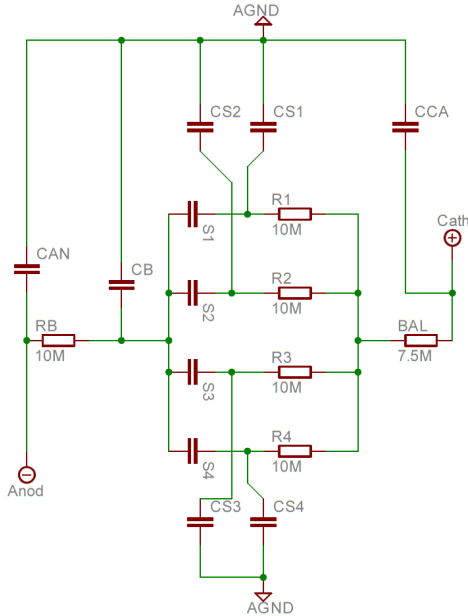 AGND
CS2
CS1
CCA
R1
10M
S1
Cath
CAN
CB
R2
10M
S2
RB
10M
R3
10M
S3
BAL
7.5M
R4
10M
S4
Anod
CS3
CS4
AGND